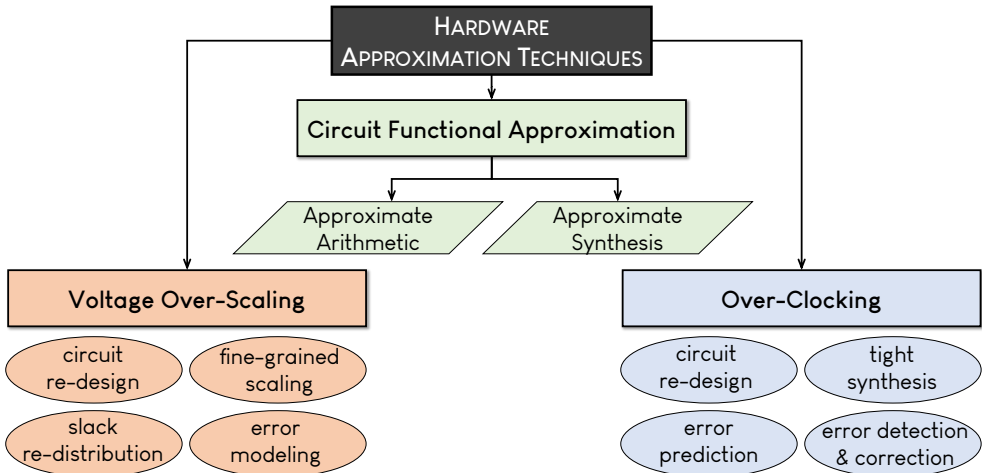 HARDWARE
APPROXIMATION TECHNIQUES
Circuit Functional Approximation
Approximate
Arithmetic
Approximate
Synthesis
Voltage Over-Scaling
circuit
re-design
fine-grained
scaling
slack
re-distribution
error
modeling
Over-Clocking
circuit
re-design
tight
synthesis
error
prediction
error detection
& correction